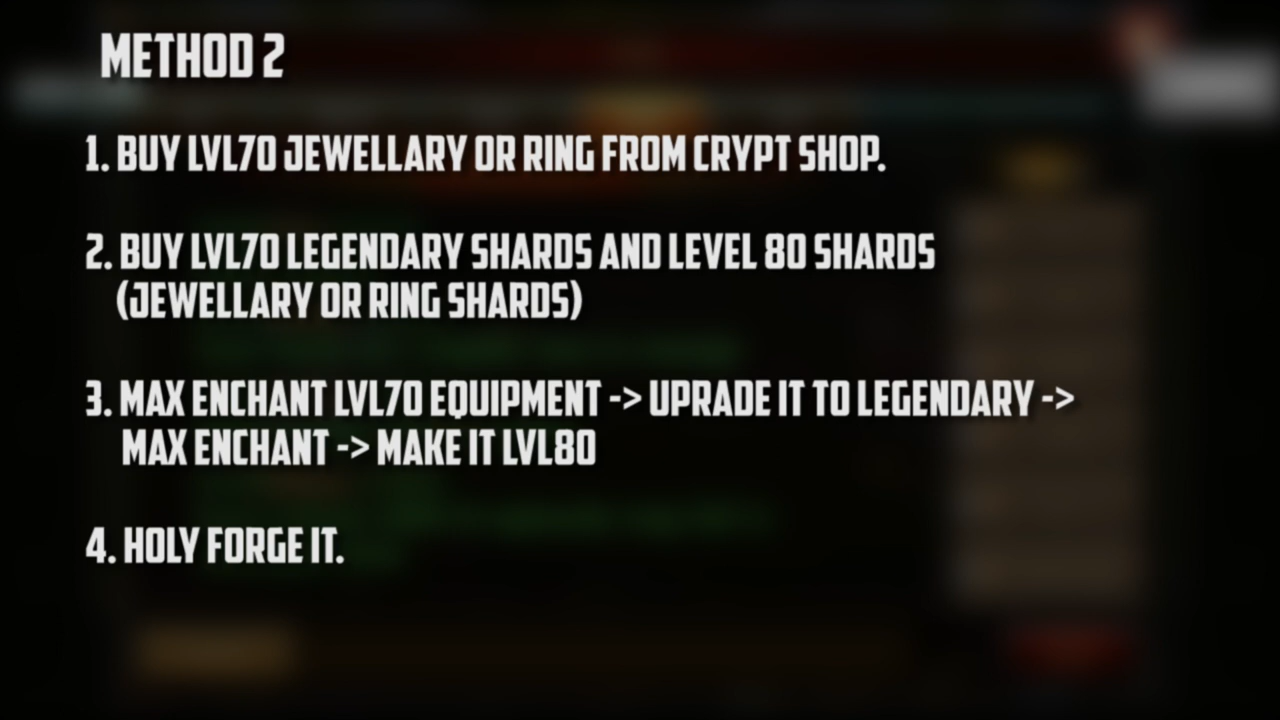 METHOD 2
1. BUY LVL70 JEWELLARY OR RING FROM CRYPT SHOP.
2. BUY LVL70 LEGENDARY SHARDS AND LEVEL 80 SHARDS
(JEWELLARY OR RING SHARDS)
3. MAX ENCHANT LVL70 EQUIPMENT -> UPRADE IT TO LEGENDARY ->
MAX ENCHANT -> MAKE IT LVL80
4. HOLY FORGE IT.